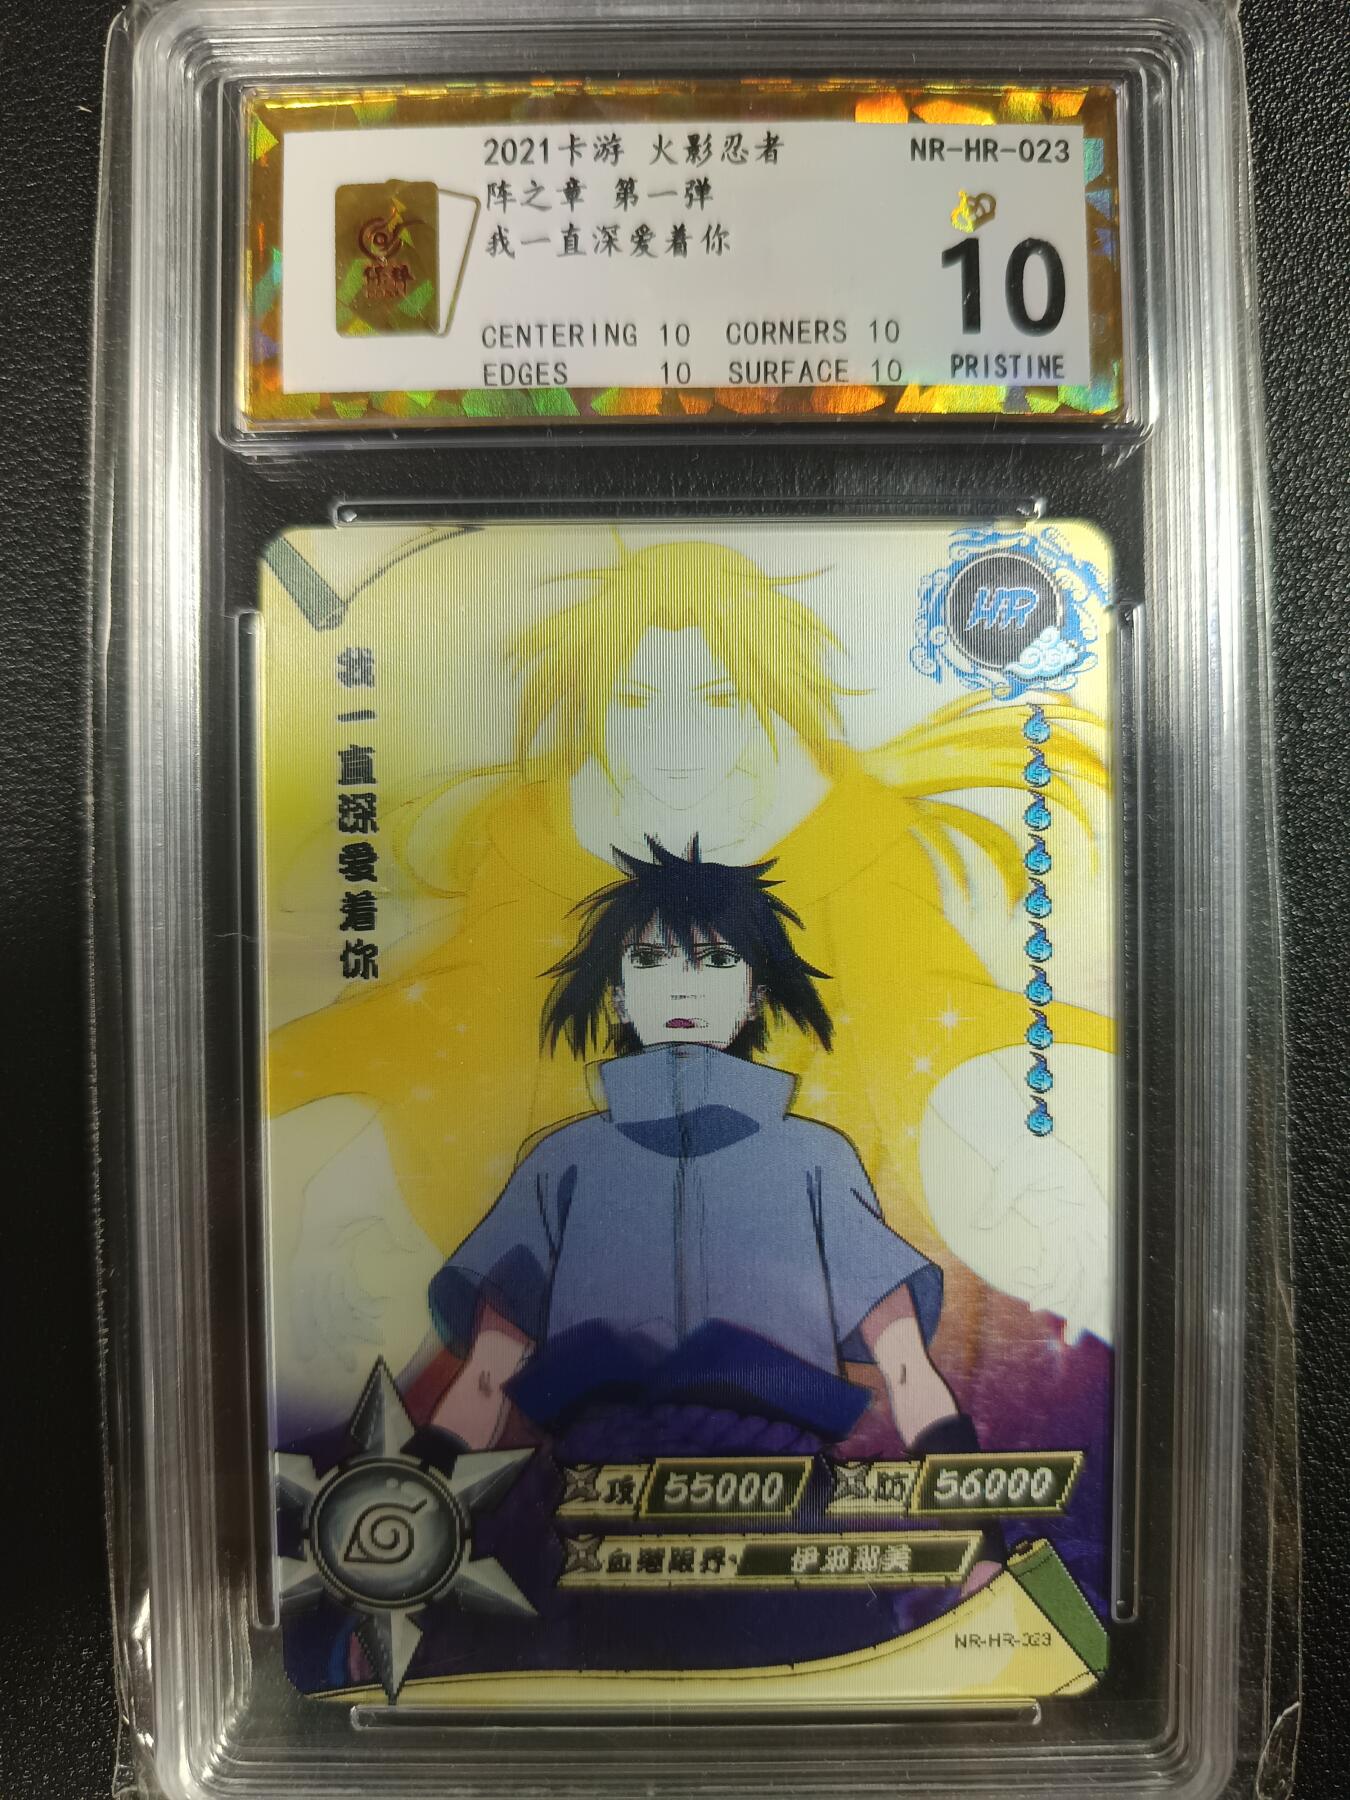 2021卡游 火影忍者
NR-HR-023
阵之章 第一弹
我一直深爱着你
10
CENTERING 10 CORNERS 10
EDGES 10 SURFACE 10
PRISTINE
HR
我一直深爱着你
攻 55000
防 56000
血继限界: 伊邪那美
NR-HR-023